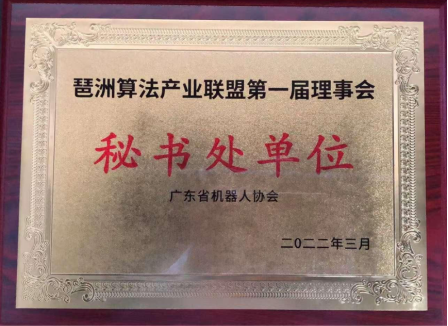 琶洲算法产业联盟第一届理事会
秘书处单位
广东省机器人协会
二〇二二年三月